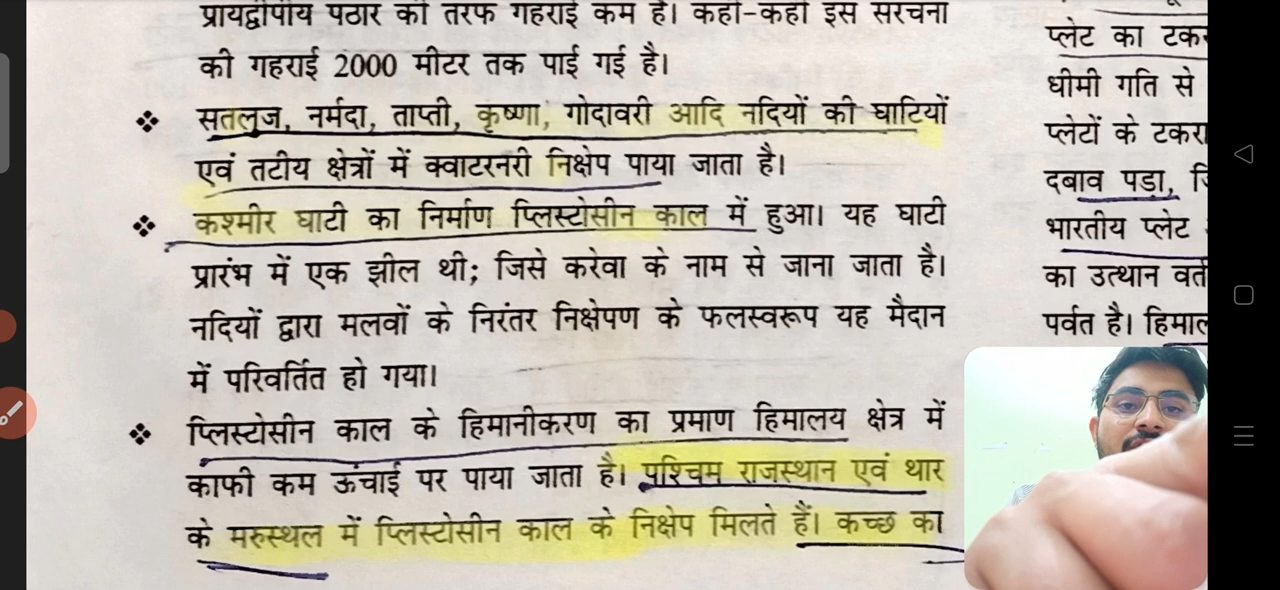 प्रायद्वीपीय पठार की तरफ गहराई कम है। कहीं-कहीं इस संरचना
की गहराई 2000 मीटर तक पाई गई है।
❖ सतलुज, नर्मदा, ताप्ती, कृष्णा, गोदावरी आदि नदियों की घाटियों
एवं तटीय क्षेत्रों में क्वाटरनरी निक्षेप पाया जाता है।
❖ कश्मीर घाटी का निर्माण प्लिस्टोसीन काल में हुआ। यह घाटी
प्रारंभ में एक झील थी; जिसे करेवा के नाम से जाना जाता है।
नदियों द्वारा मलवों के निरंतर निक्षेपण के फलस्वरूप यह मैदान
में परिवर्तित हो गया।
❖ प्लिस्टोसीन काल के हिमानीकरण का प्रमाण हिमालय क्षेत्र में
काफी कम ऊंचाई पर पाया जाता है। पश्चिम राजस्थान एवं थार
के मरुस्थल में प्लिस्टोसीन काल के निक्षेप मिलते हैं। कच्छ का
प्लेट का
धीमी गति से
प्लेटों के
दबाव पड़ा,
भारतीय प्लेट
का उत्थान
पर्वत है।